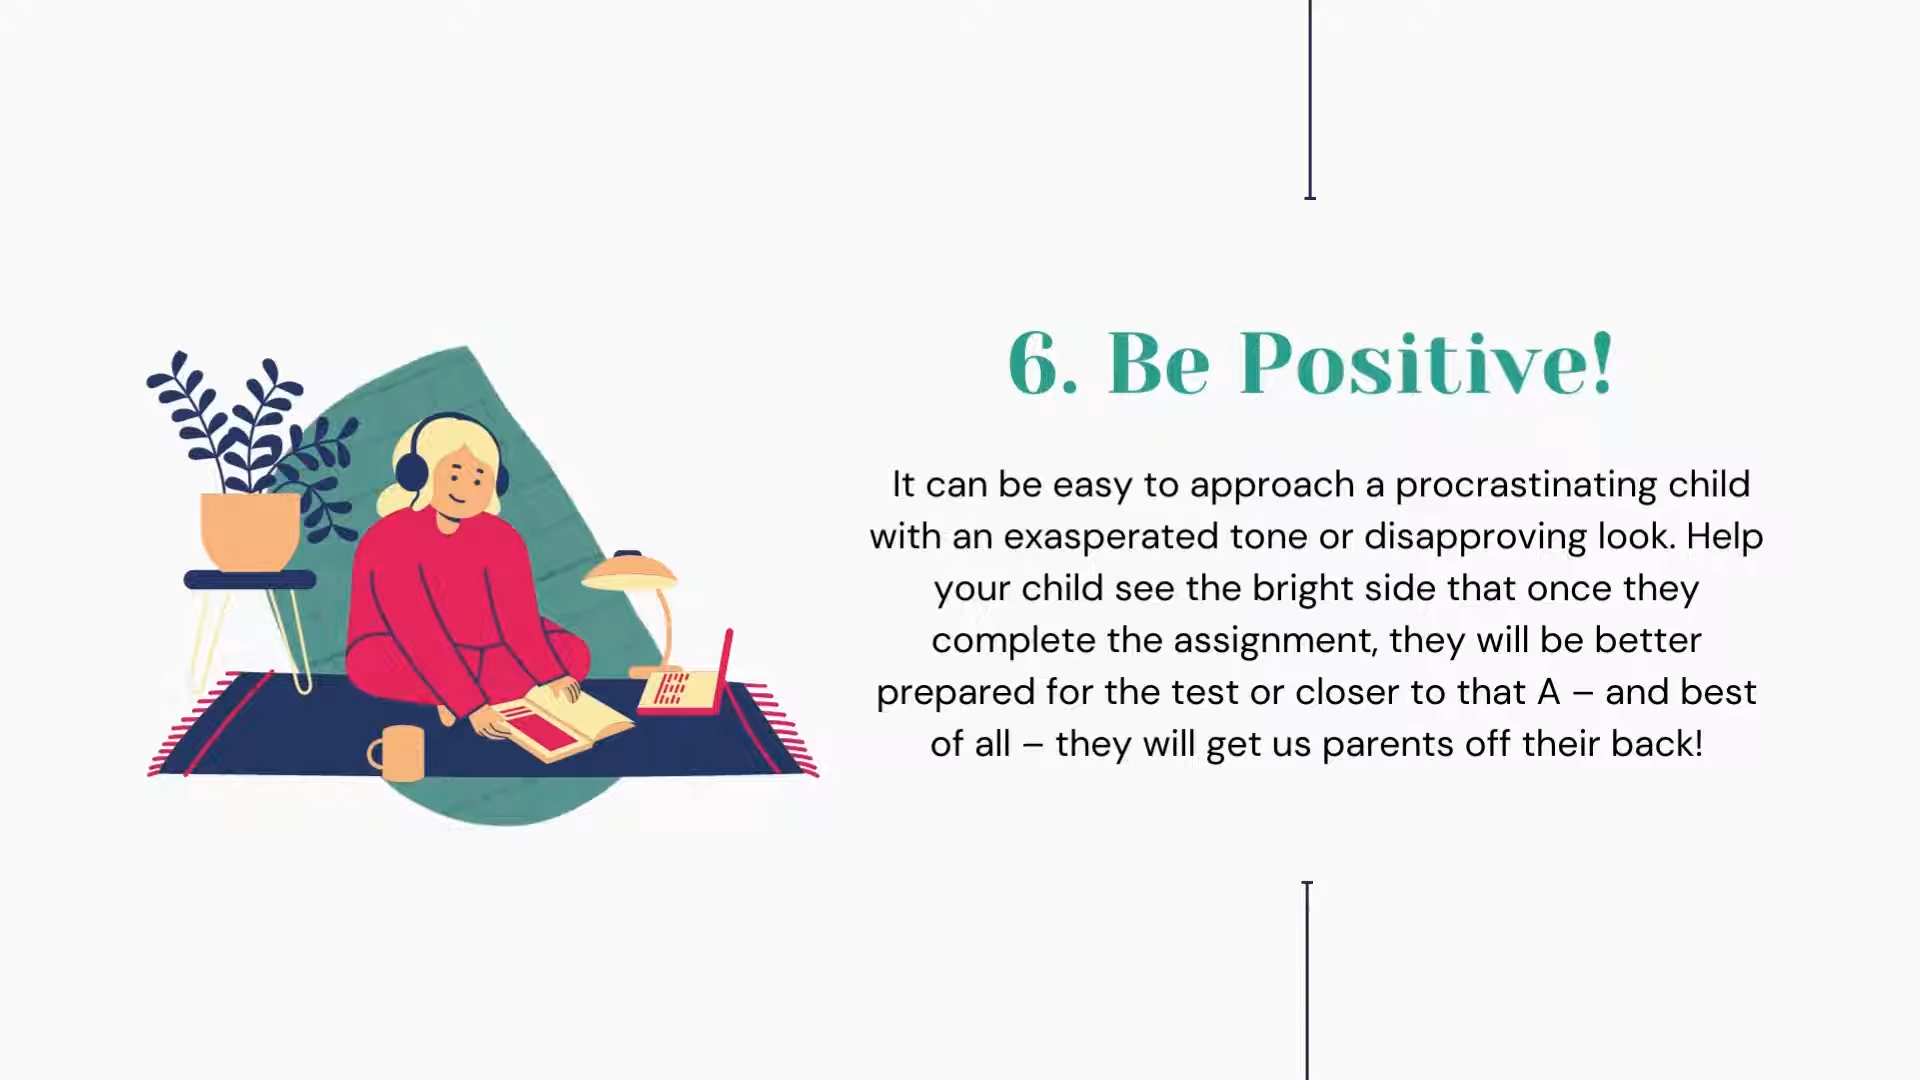 6. Be Positive!
It can be easy to approach a procrastinating child
with an exasperated tone or disapproving look. Help
your child see the bright side that once they
complete the assignment, they will be better
prepared for the test or closer to that A – and best
of all – they will get us parents off their back!